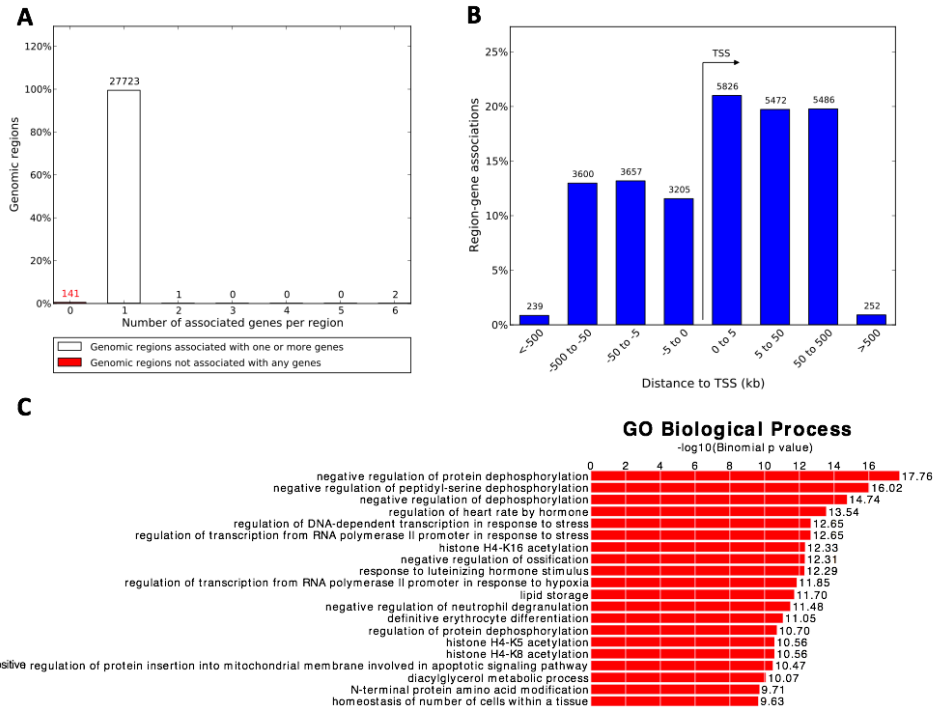 A
Genomic regions
120%
100%
80%
60%
40%
20%
0%
27723
141
1
0
0
0
2
0 1 2 3 4 5 6
Number of associated genes per region
Genomic regions associated with one or more genes
Genomic regions not associated with any genes
B
Region-gene associations
25%
20%
15%
10%
5%
0%
TSS
239
3600
3657
3205
5826
5472
5486
252
<-500
-500 to -50
-50 to -5
-5 to 0
0 to 5
5 to 50
50 to 500
>500
Distance to TSS (kb)
C
GO Biological Process
-log10(Binomial p value)
0 2 4 6 8 10 12 14 16
negative regulation of protein dephosphorylation 17.76
negative regulation of peptidyl-serine dephosphorylation 16.02
negative regulation of dephosphorylation 14.74
regulation of heart rate by hormone 13.54
regulation of DNA-dependent transcription in response to stress 12.65
regulation of transcription from RNA polymerase II promoter in response to stress 12.65
histone H4-K16 acetylation 12.33
negative regulation of ossification 12.31
response to luteinizing hormone stimulus 12.29
regulation of transcription from RNA polymerase II promoter in response to hypoxia 11.85
lipid storage 11.70
negative regulation of neutrophil degranulation 11.48
definitive erythrocyte differentiation 11.05
regulation of protein dephosphorylation 10.70
histone H4-K5 acetylation 10.56
histone H4-K8 acetylation 10.56
sitive regulation of protein insertion into mitochondrial membrane involved in apoptotic signaling pathway 10.47
diacylglycerol metabolic process 10.07
N-terminal protein amino acid modification 9.71
homeostasis of number of cells within a tissue 9.63